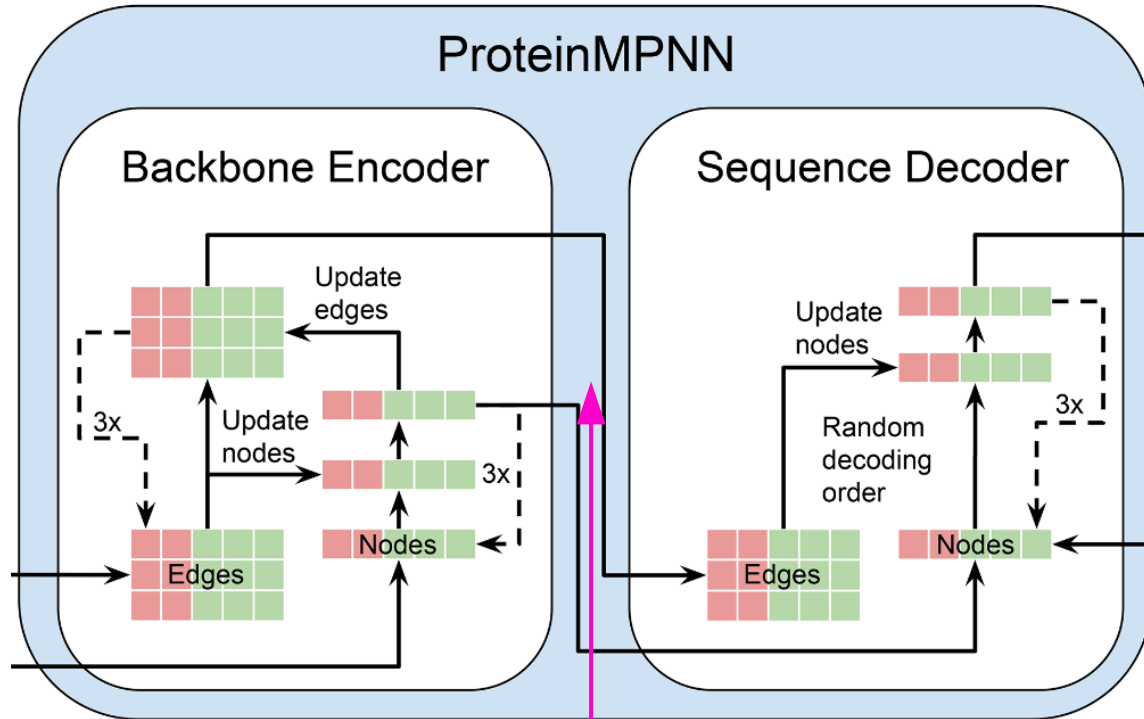 ProteinMPNN
Backbone Encoder
Update
edges
3x
Update
nodes
3x
Edges
Nodes
Sequence Decoder
Update
nodes
3x
Random
decoding
order
Edges
Nodes